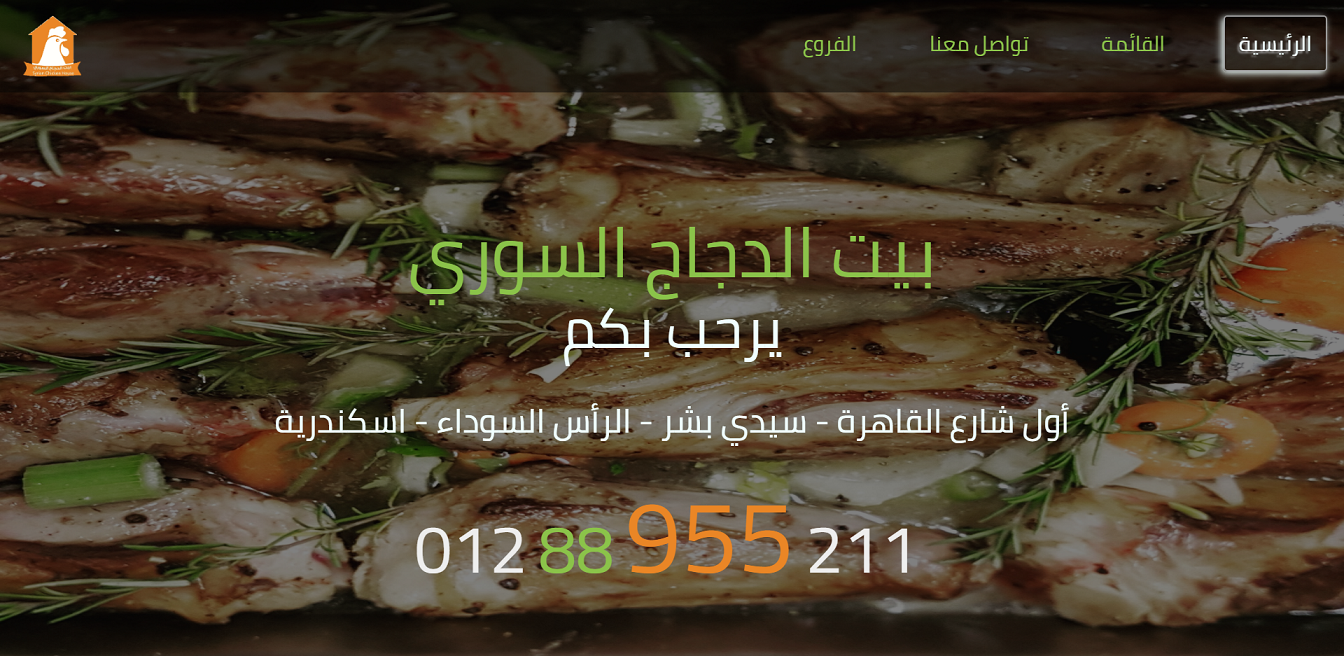 الرئيسية
القائمة
تواصل معنا
الفروع
بيت الدجاج السوري
يرحب بكم
أول شارع القاهرة - سيدي بشر - الرأس السوداء - اسكندرية
012 88 955 211